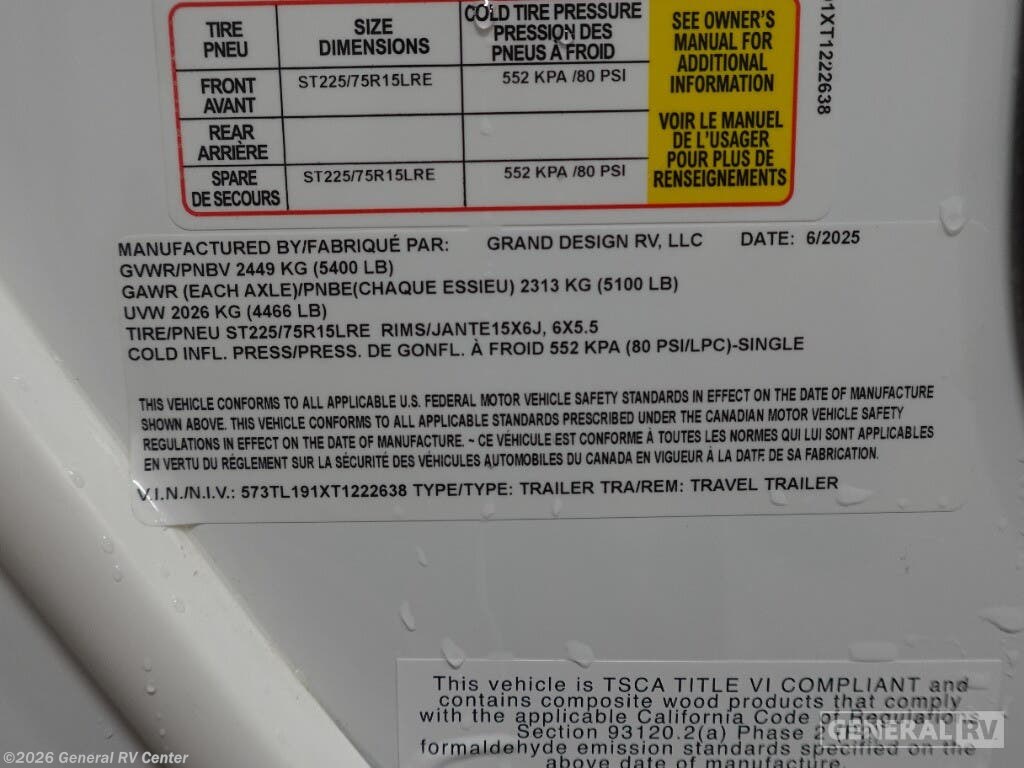 TIRE
PNEU
SIZE
DIMENSIONS
COLD TIRE PRESSURE
PRESSION DES
PNEUS À FROID
FRONT
AVANT
ST225/75R15LRE
552 KPA /80 PSI
REAR
ARRIÈRE
SPARE
DE SECOURS
ST225/75R15LRE
552 KPA /80 PSI
SEE OWNER'S
MANUAL FOR
ADDITIONAL
INFORMATION
VOIR LE MANUEL
DE L'USAGER
POUR PLUS DE
RENSEIGNEMENTS
1XT1222638
MANUFACTURED BY/FABRIQUÉ PAR: GRAND DESIGN RV, LLC DATE: 6/2025
GVWR/PNBV 2449 KG (5400 LB)
GAWR (EACH AXLE)/PNBE(CHAQUE ESSIEU) 2313 KG (5100 LB)
UVW 2026 KG (4466 LB)
TIRE/PNEU ST225/75R15LRE RIMS/JANTE15X6J, 6X5.5
COLD INFL. PRESS/PRESS. DE GONFL. À FROID 552 KPA (80 PSI/LPC)-SINGLE
THIS VEHICLE CONFORMS TO ALL APPLICABLE U.S. FEDERAL MOTOR VEHICLE SAFETY STANDARDS IN EFFECT ON THE DATE OF MANUFACTURE
SHOWN ABOVE. THIS VEHICLE CONFORMS TO ALL APPLICABLE STANDARDS PRESCRIBED UNDER THE CANADIAN MOTOR VEHICLE SAFETY
REGULATIONS IN EFFECT ON THE DATE OF MANUFACTURE. ~ CE VÉHICULE EST CONFORME À TOUTES LES NORMES QUI LUI SONT APPLICABLES
EN VERTU DU RÉGLEMENT SUR LA SÉCURITÉ DES VÉHICULES AUTOMOBILES DU CANADA EN VIGUEUR À LA DATE DE SA FABRICATION.
V.I.N./N.I.V.: 573TL191XT1222638 TYPE/TYPE: TRAILER TRA/REM: TRAVEL TRAILER
This vehicle is TSCA TITLE VI COMPLIANT and
contains composite wood products that comply
with the applicable California Code of Regulations,
Section 93120.2(a) Phase 2
formaldehyde emission standards specified on the
above date of manufacture.
GENERAL RV
©2026 General RV Center